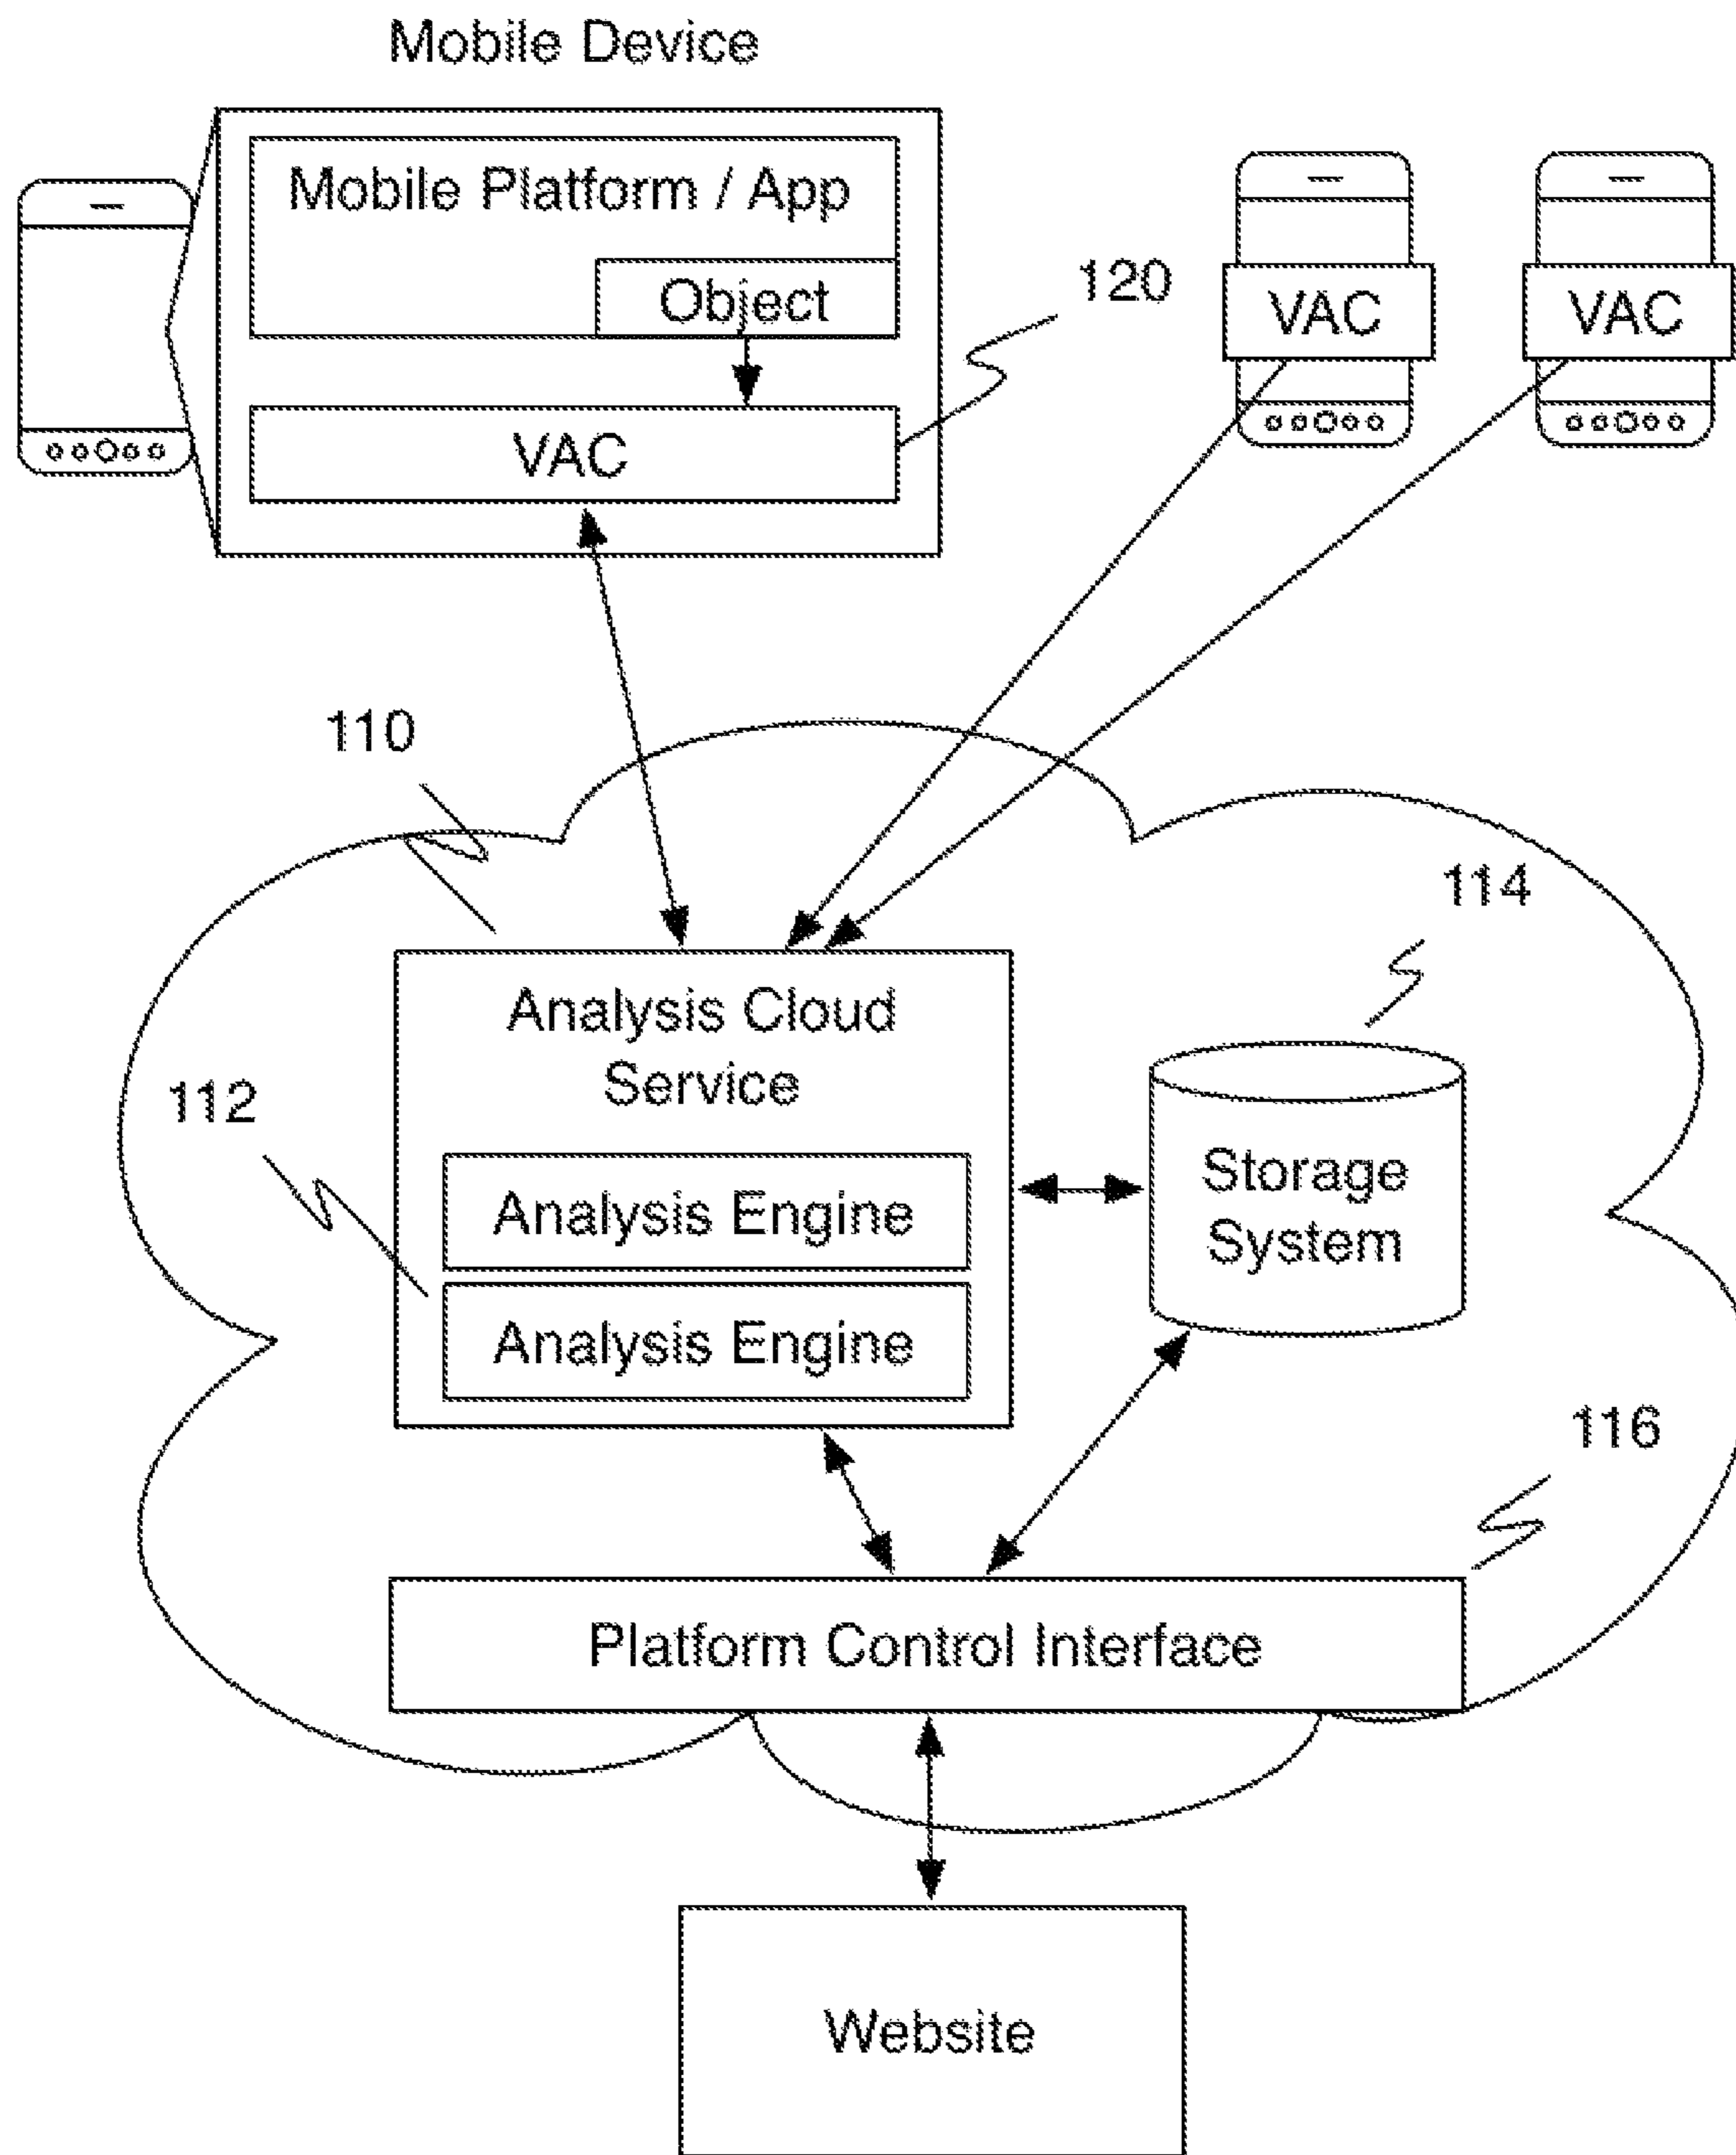 Mobile Device
Mobile Platform / App
Object
120
VAC
VAC
VAC
110
114
Analysis Cloud
Service
112
Storage
System
Analysis Engine
Analysis Engine
116
Platform Control Interface
Website